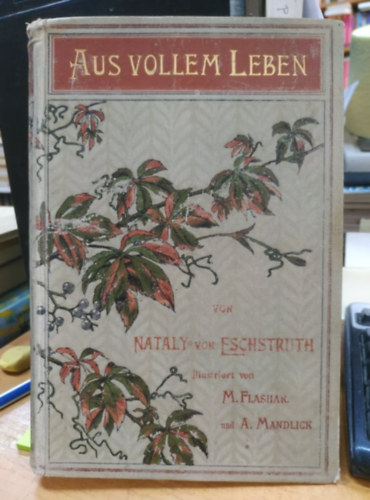 AUS VOLLEM LEBEN
VON
NATALY VON ESCHSTRUTH
Illustriert von
M. FLASHAR
und A. MANDLICK